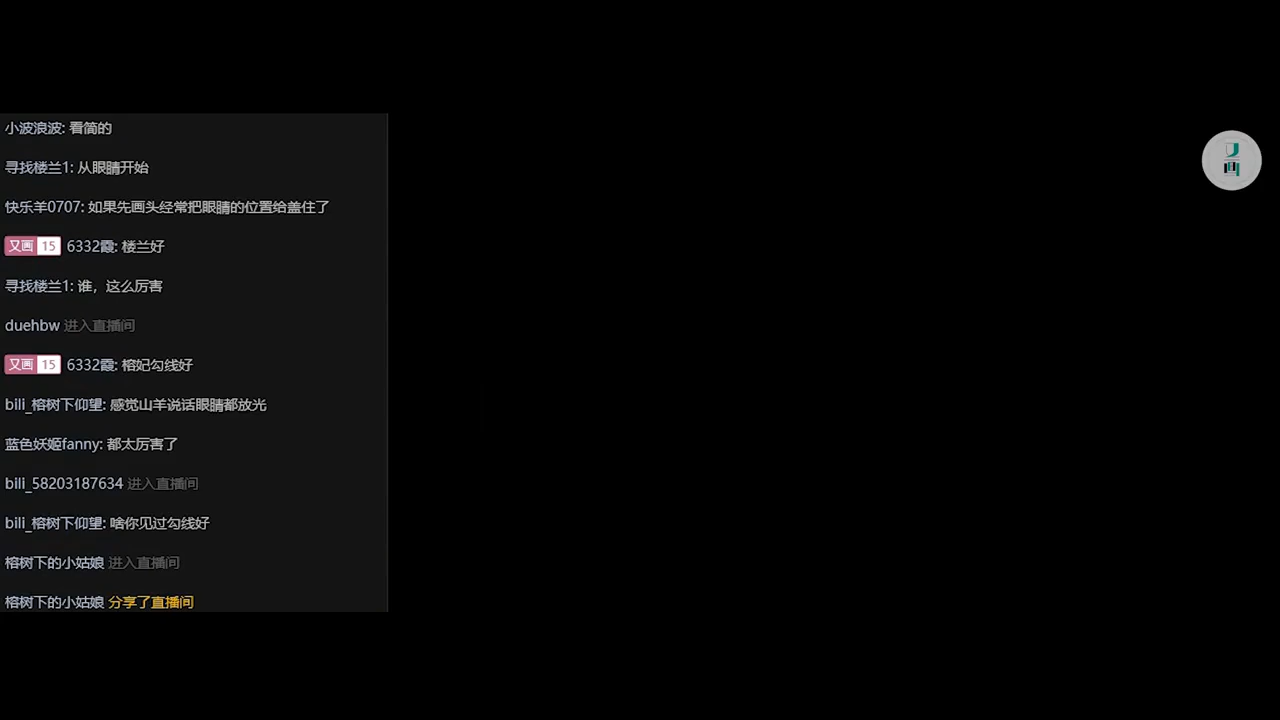 小波浪波: 看简的
寻找楼兰1: 从眼睛开始
快乐羊0707: 如果先画头经常把眼睛的位置给盖住了
又画 15 6332霞: 楼兰好
寻找楼兰1: 谁，这么厉害
duehbw 进入直播间
又画 15 6332霞: 榕妃勾线好
bili_榕树下仰望: 感觉山羊说话眼睛都放光
蓝色妖姬fanny: 都太厉害了
bili_58203187634 进入直播间
bili_榕树下仰望: 啥你见过勾线好
榕树下的小姑娘 进入直播间
榕树下的小姑娘 分享了直播间